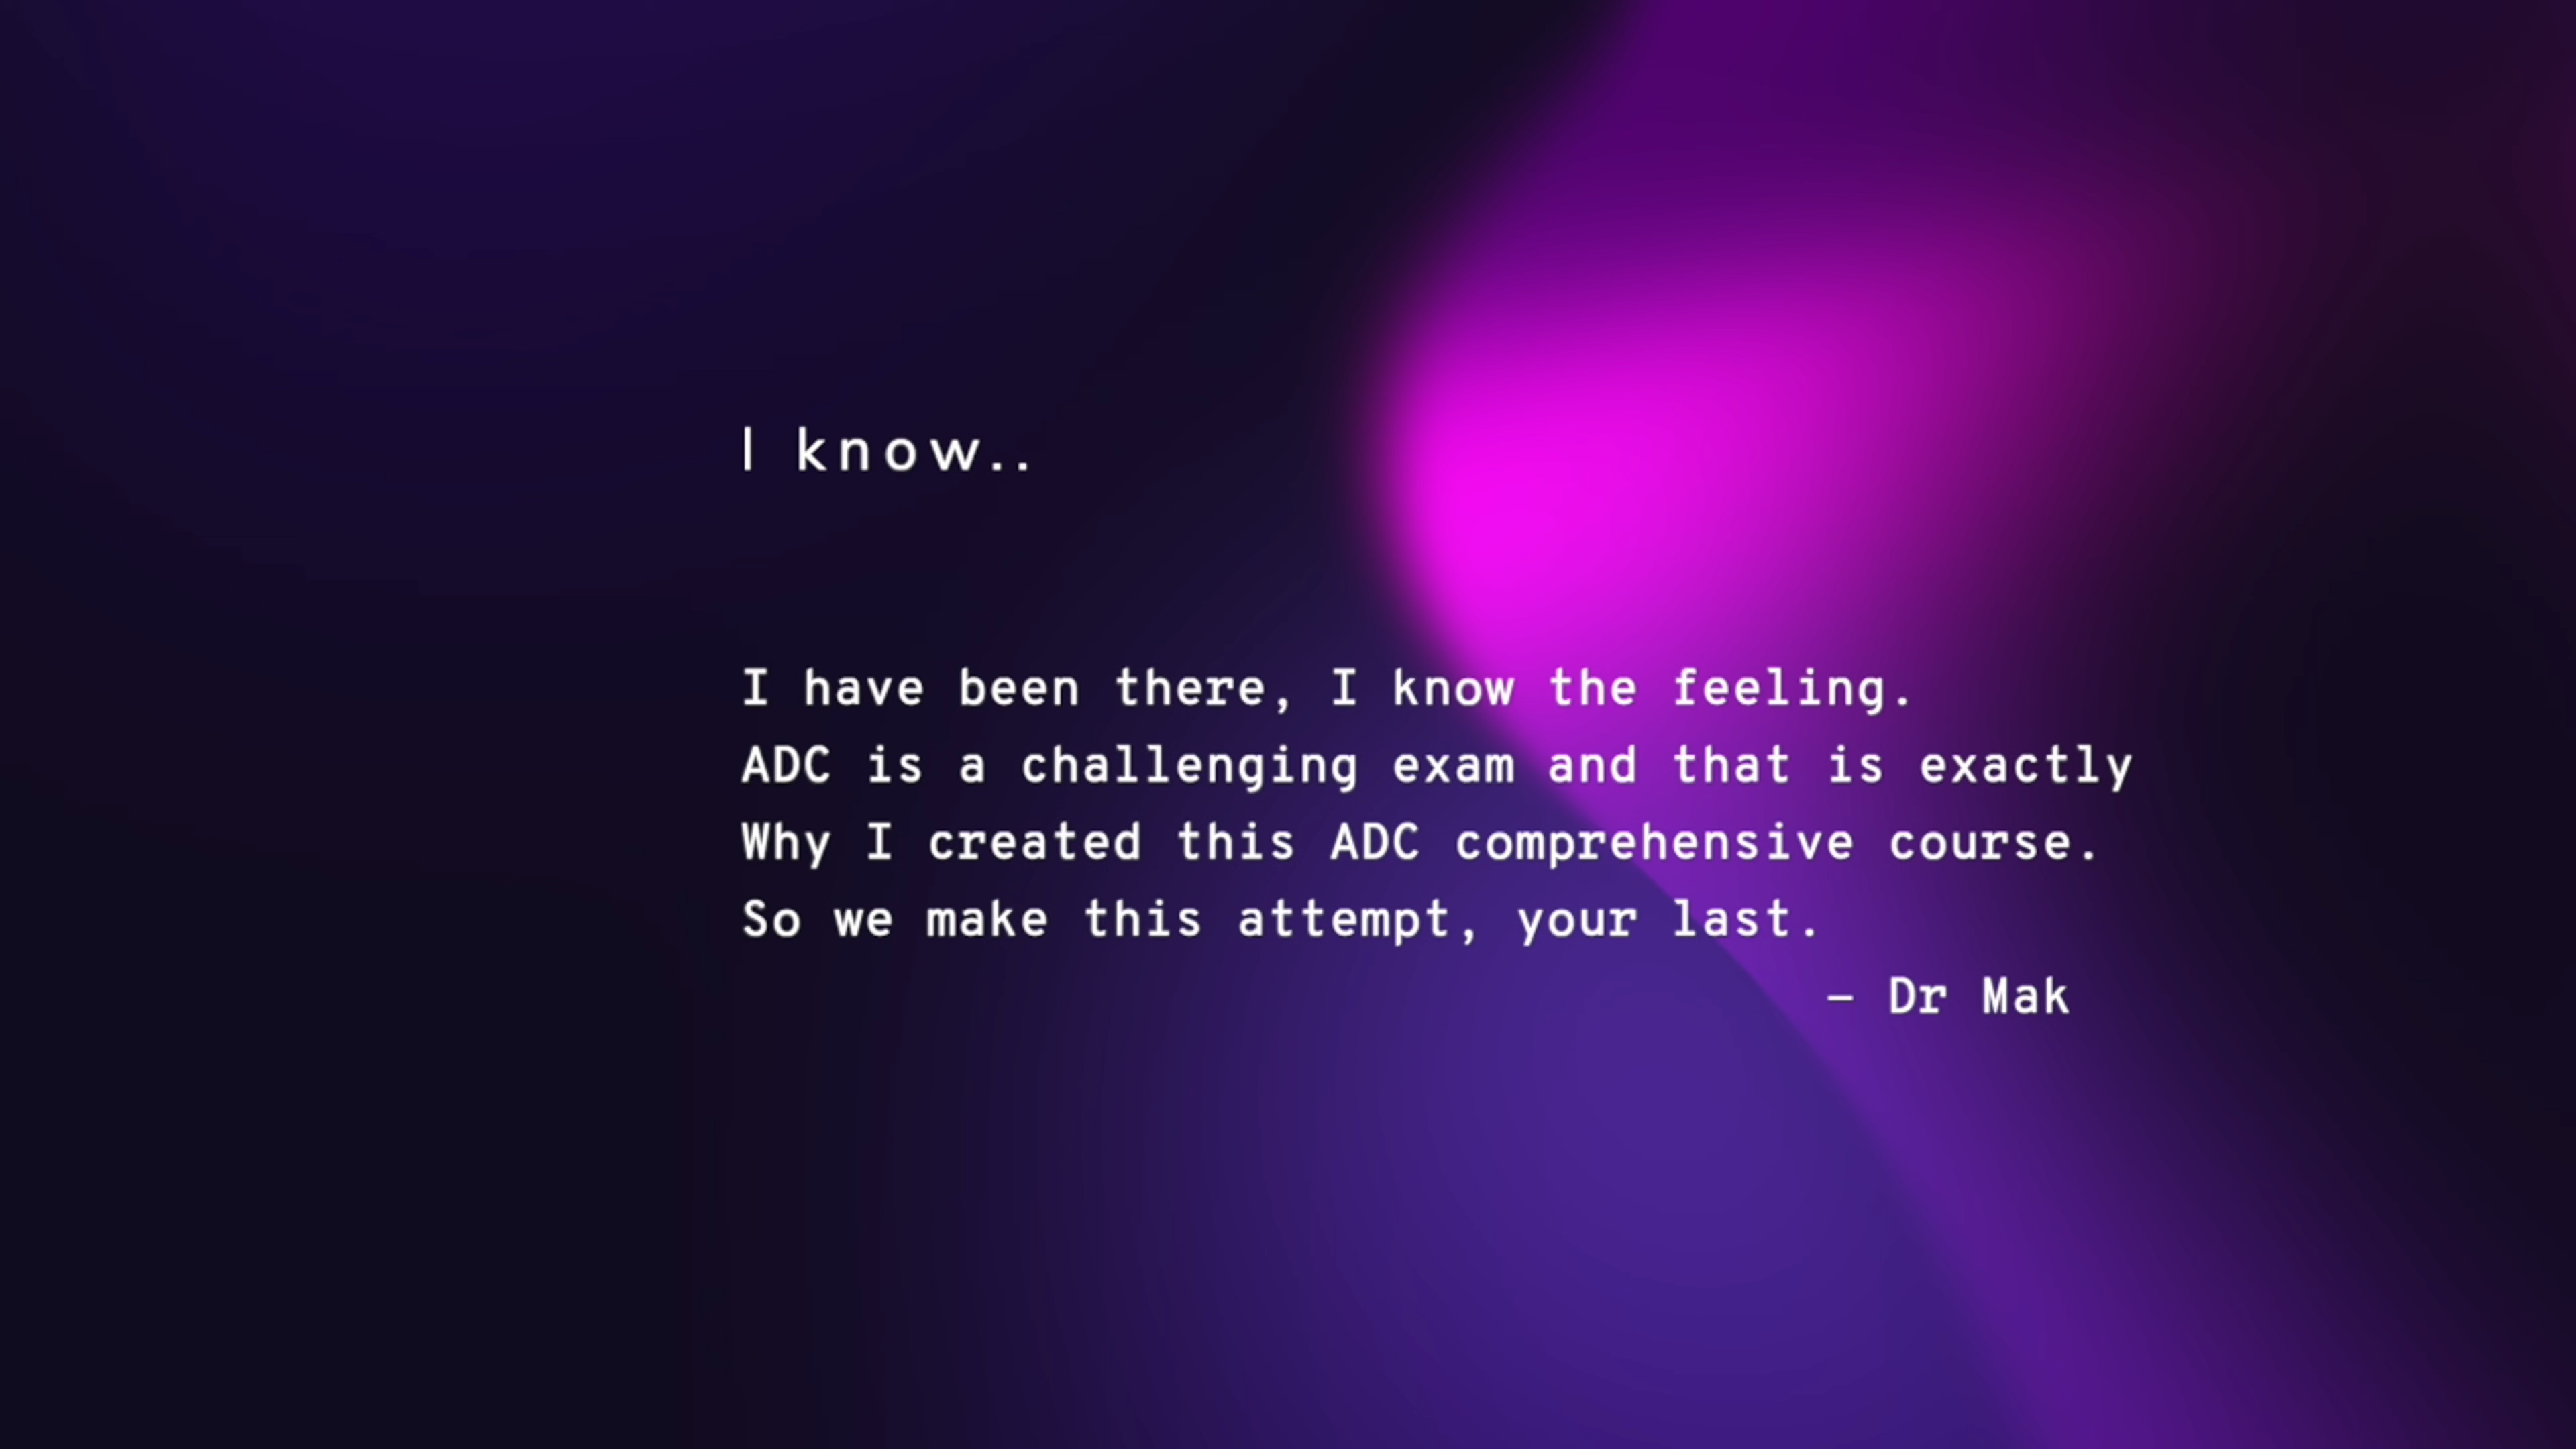 I know..
I have been there, I know the feeling.
ADC is a challenging exam and that is exactly
Why I created this ADC comprehensive course.
So we make this attempt, your last.
– Dr Mak